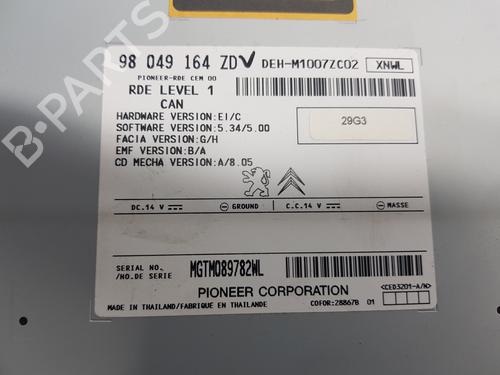 98 049 164 ZD DEH-M1007ZC02 XNWL
PIONEER-RDE CEM 00
RDE LEVEL 1
CAN
HARDWARE VERSION:EI/C
SOFTWARE VERSION:5.34/5.00
FACIA VERSION:G/H
EMF VERSION:B/A
CD MECHA VERSION:A/8.05
29G3
DC.14 V GROUND C.C.14 V MASSE
SERIAL NO.
/NO.DE SERIE
MGTM089782WL
PIONEER CORPORATION
<CED3201-A/N>
MADE IN THAILAND/FABRIQUE EN THAILANDE COFOR:28867B 01
B-PARTS